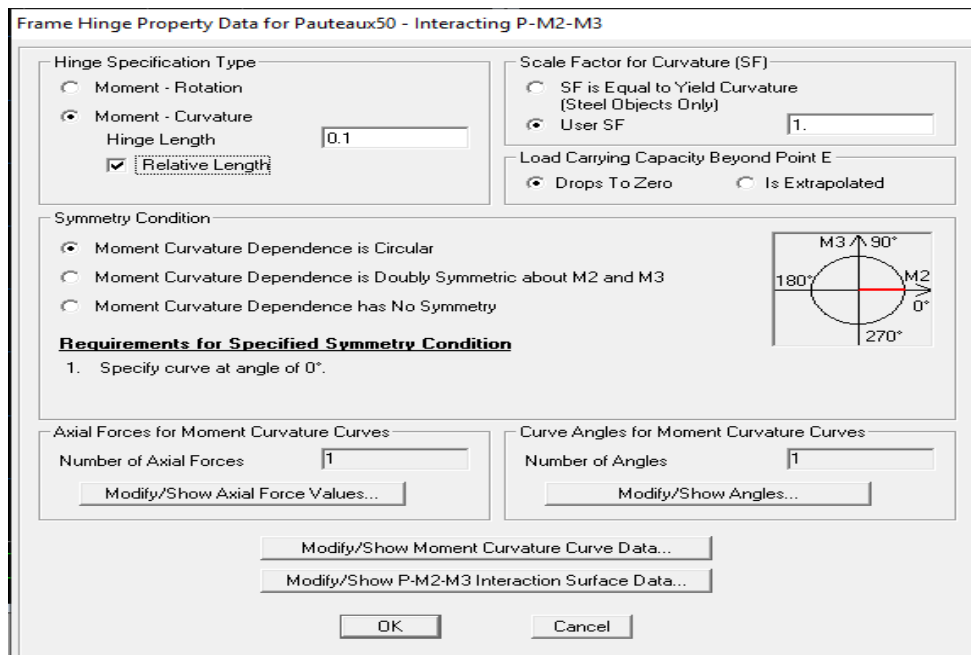 Frame Hinge Property Data for Pauteaux50 - Interacting P-M2-M3
Hinge Specification Type
Moment - Rotation
Moment - Curvature
Hinge Length 0.1
Relative Length
Scale Factor for Curvature (SF)
SF is Equal to Yield Curvature
(Steel Objects Only)
User SF 1.
Load Carrying Capacity Beyond Point E
Drops To Zero Is Extrapolated
Symmetry Condition
Moment Curvature Dependence is Circular
Moment Curvature Dependence is Doubly Symmetric about M2 and M3
Moment Curvature Dependence has No Symmetry
M3 90°
180° M2
0°
270°
Requirements for Specified Symmetry Condition
1. Specify curve at angle of 0°.
Axial Forces for Moment Curvature Curves
Number of Axial Forces 1
Modify/Show Axial Force Values...
Curve Angles for Moment Curvature Curves
Number of Angles 1
Modify/Show Angles...
Modify/Show Moment Curvature Curve Data...
Modify/Show P-M2-M3 Interaction Surface Data...
OK Cancel